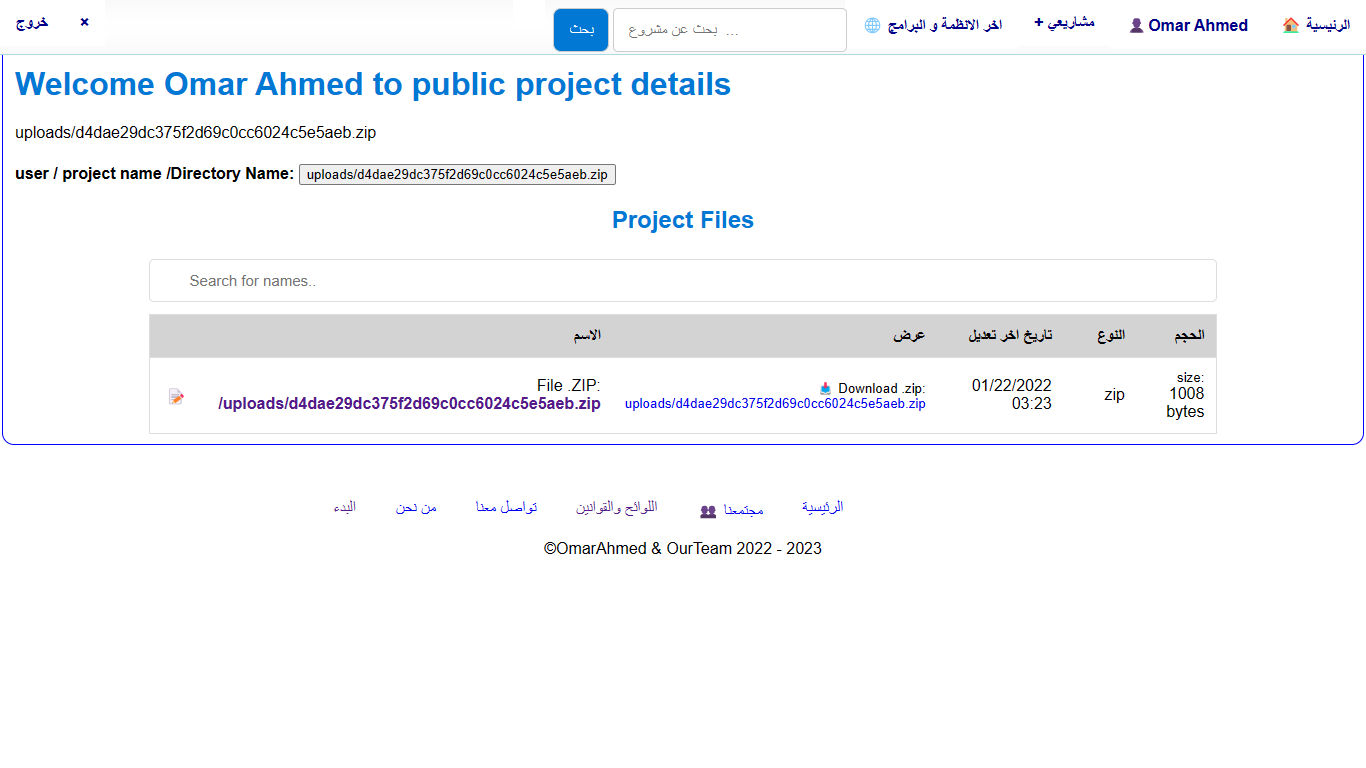 الرئيسية
Omar Ahmed
مشاريعي +
اخر الانظمة و البرامج
بحث عن مشروع ...
بحث
×
خروج
Welcome Omar Ahmed to public project details
uploads/d4dae29dc375f2d69c0cc6024c5e5aeb.zip
user / project name /Directory Name: uploads/d4dae29dc375f2d69c0cc6024c5e5aeb.zip
Project Files
Search for names..
الاسم عرض تاريخ اخر تعديل النوع الحجم
File .ZIP:
/uploads/d4dae29dc375f2d69c0cc6024c5e5aeb.zip
Download .zip:
uploads/d4dae29dc375f2d69c0cc6024c5e5aeb.zip
01/22/2022
03:23
zip
size:
1008
bytes
الرئيسية مجتمعنا اللوائح والقوانين تواصل معنا من نحن البدء
©OmarAhmed & OurTeam 2022 - 2023